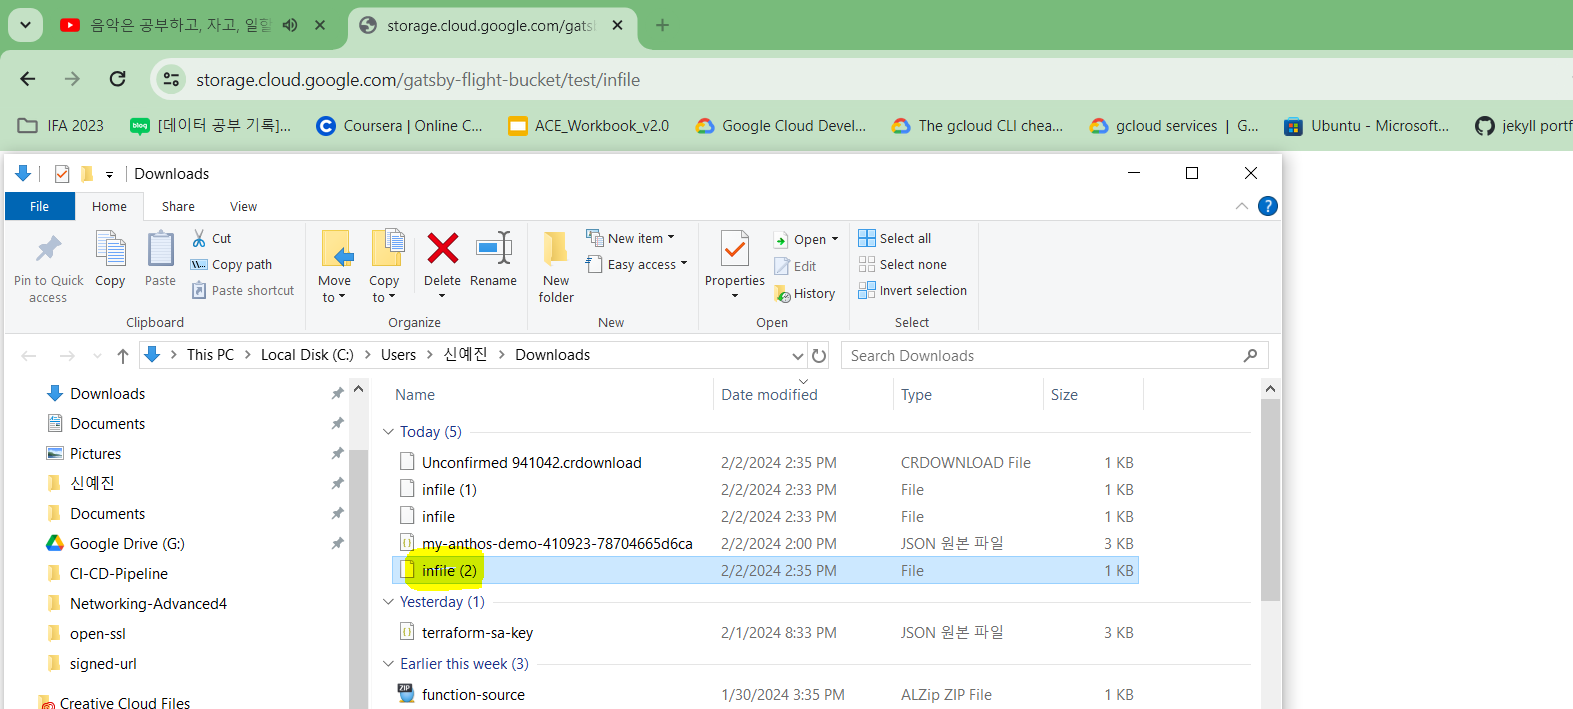 음악은 공부하고, 자고, 일할
storage.cloud.google.com/gats
storage.cloud.google.com/gatsby-flight-bucket/test/infile
IFA 2023
blog [데이터 공부 기록]...
Coursera | Online C...
ACE_Workbook_v2.0
Google Cloud Devel...
The gcloud CLI chea...
gcloud services | G...
Ubuntu - Microsoft...
jekyll portf
Downloads
File Home Share View
Pin to Quick access
Copy
Paste
Cut
Copy path
Paste shortcut
Clipboard
Move to
Copy to
Delete
Rename
Organize
New folder
New item
Easy access
New
Properties
Open
Edit
History
Open
Select all
Select none
Invert selection
Select
This PC > Local Disk (C:) > Users > 신예진 > Downloads
Search Downloads
Downloads
Documents
Pictures
신예진
Documents
Google Drive (G:)
CI-CD-Pipeline
Networking-Advanced4
open-ssl
signed-url
Creative Cloud Files
Name Date modified Type Size
Today (5)
Unconfirmed 941042.crdownload 2/2/2024 2:35 PM CRDOWNLOAD File 1 KB
infile (1) 2/2/2024 2:33 PM File 1 KB
infile 2/2/2024 2:33 PM File 1 KB
my-anthos-demo-410923-78704665d6ca 2/2/2024 2:00 PM JSON 원본 파일 3 KB
infile (2) 2/2/2024 2:35 PM File 1 KB
Yesterday (1)
terraform-sa-key 2/1/2024 8:33 PM JSON 원본 파일 3 KB
Earlier this week (3)
ZIP function-source 1/30/2024 3:35 PM ALZip ZIP File 1 KB